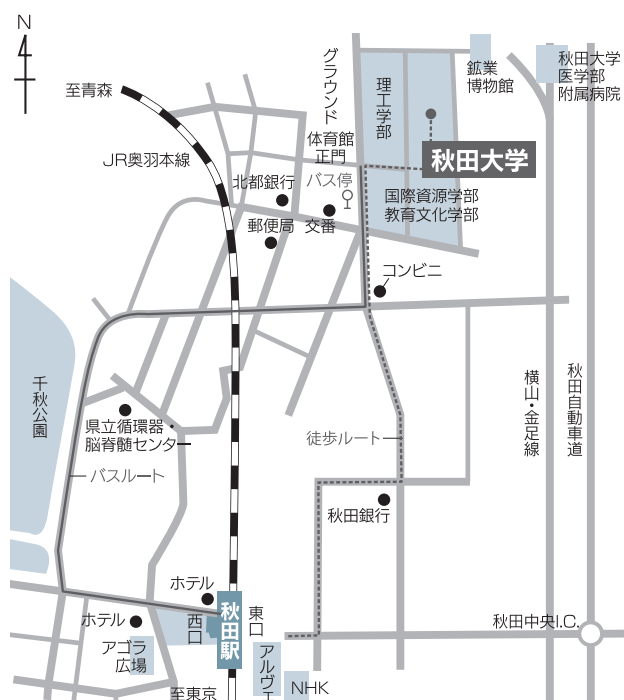 N
グラウンド
鉱業
博物館
秋田大学
医学部
附属病院
至青森
理工学部
体育館
正門
JR奥羽本線
秋田大学
北都銀行
バス停
国際資源学部
教育文化学部
郵便局
交番
コンビニ
千秋公園
横山・金足線
秋田自動車道
県立循環器・
脳脊髄センター
徒歩ルート
バスルート
秋田銀行
ホテル
秋田駅
西口
東口
ホテル
秋田中央I.C.
アゴラ
広場
アルヴェ
NHK
至東京